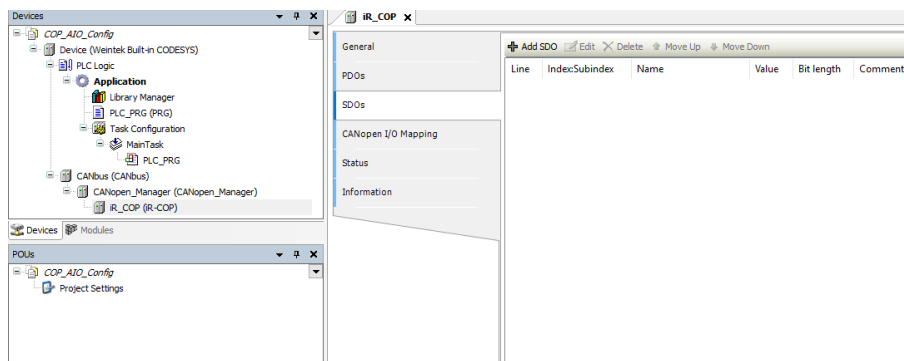 Devices
COP_AIO_Config
Device (Weintek Built-in CODESYS)
PLC Logic
Application
Library Manager
PLC_PRG (PRG)
Task Configuration
MainTask
PLC_PRG
CANbus (CANbus)
CANopen_Manager (CANopen_Manager)
iR_COP (iR-COP)
Devices Modules
POUs
COP_AIO_Config
Project Settings
iR_COP
General
PDOs
SDOs
CANopen I/O Mapping
Status
Information
Add SDO Edit Delete Move Up Move Down
Line Index:Subindex Name Value Bit length Comment